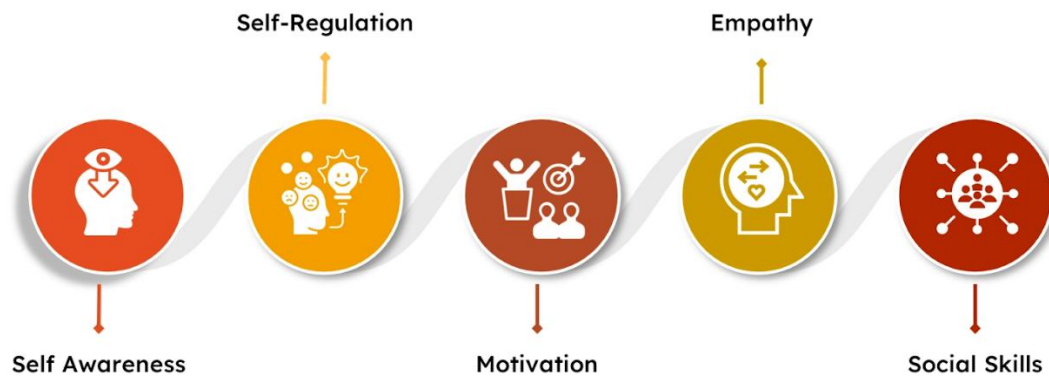 Self-Regulation
Empathy
Self Awareness
Motivation
Social Skills